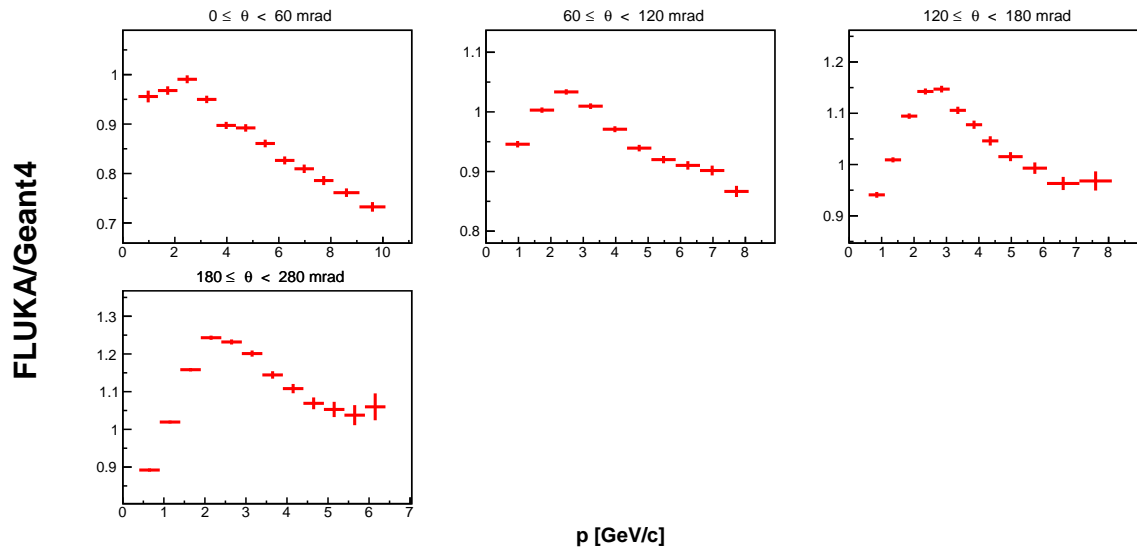 0 ≤ θ < 60 mrad
60 ≤ θ < 120 mrad
120 ≤ θ < 180 mrad
1
0.9
0.8
0.7
0 2 4 6 8 10
1.1
1
0.9
0.8
0 1 2 3 4 5 6 7 8
1.2
1.1
1
0.9
0 1 2 3 4 5 6 7 8
180 ≤ θ < 280 mrad
1.3
1.2
1.1
1
0.9
0 1 2 3 4 5 6 7
FLUKA/Geant4
p [GeV/c]